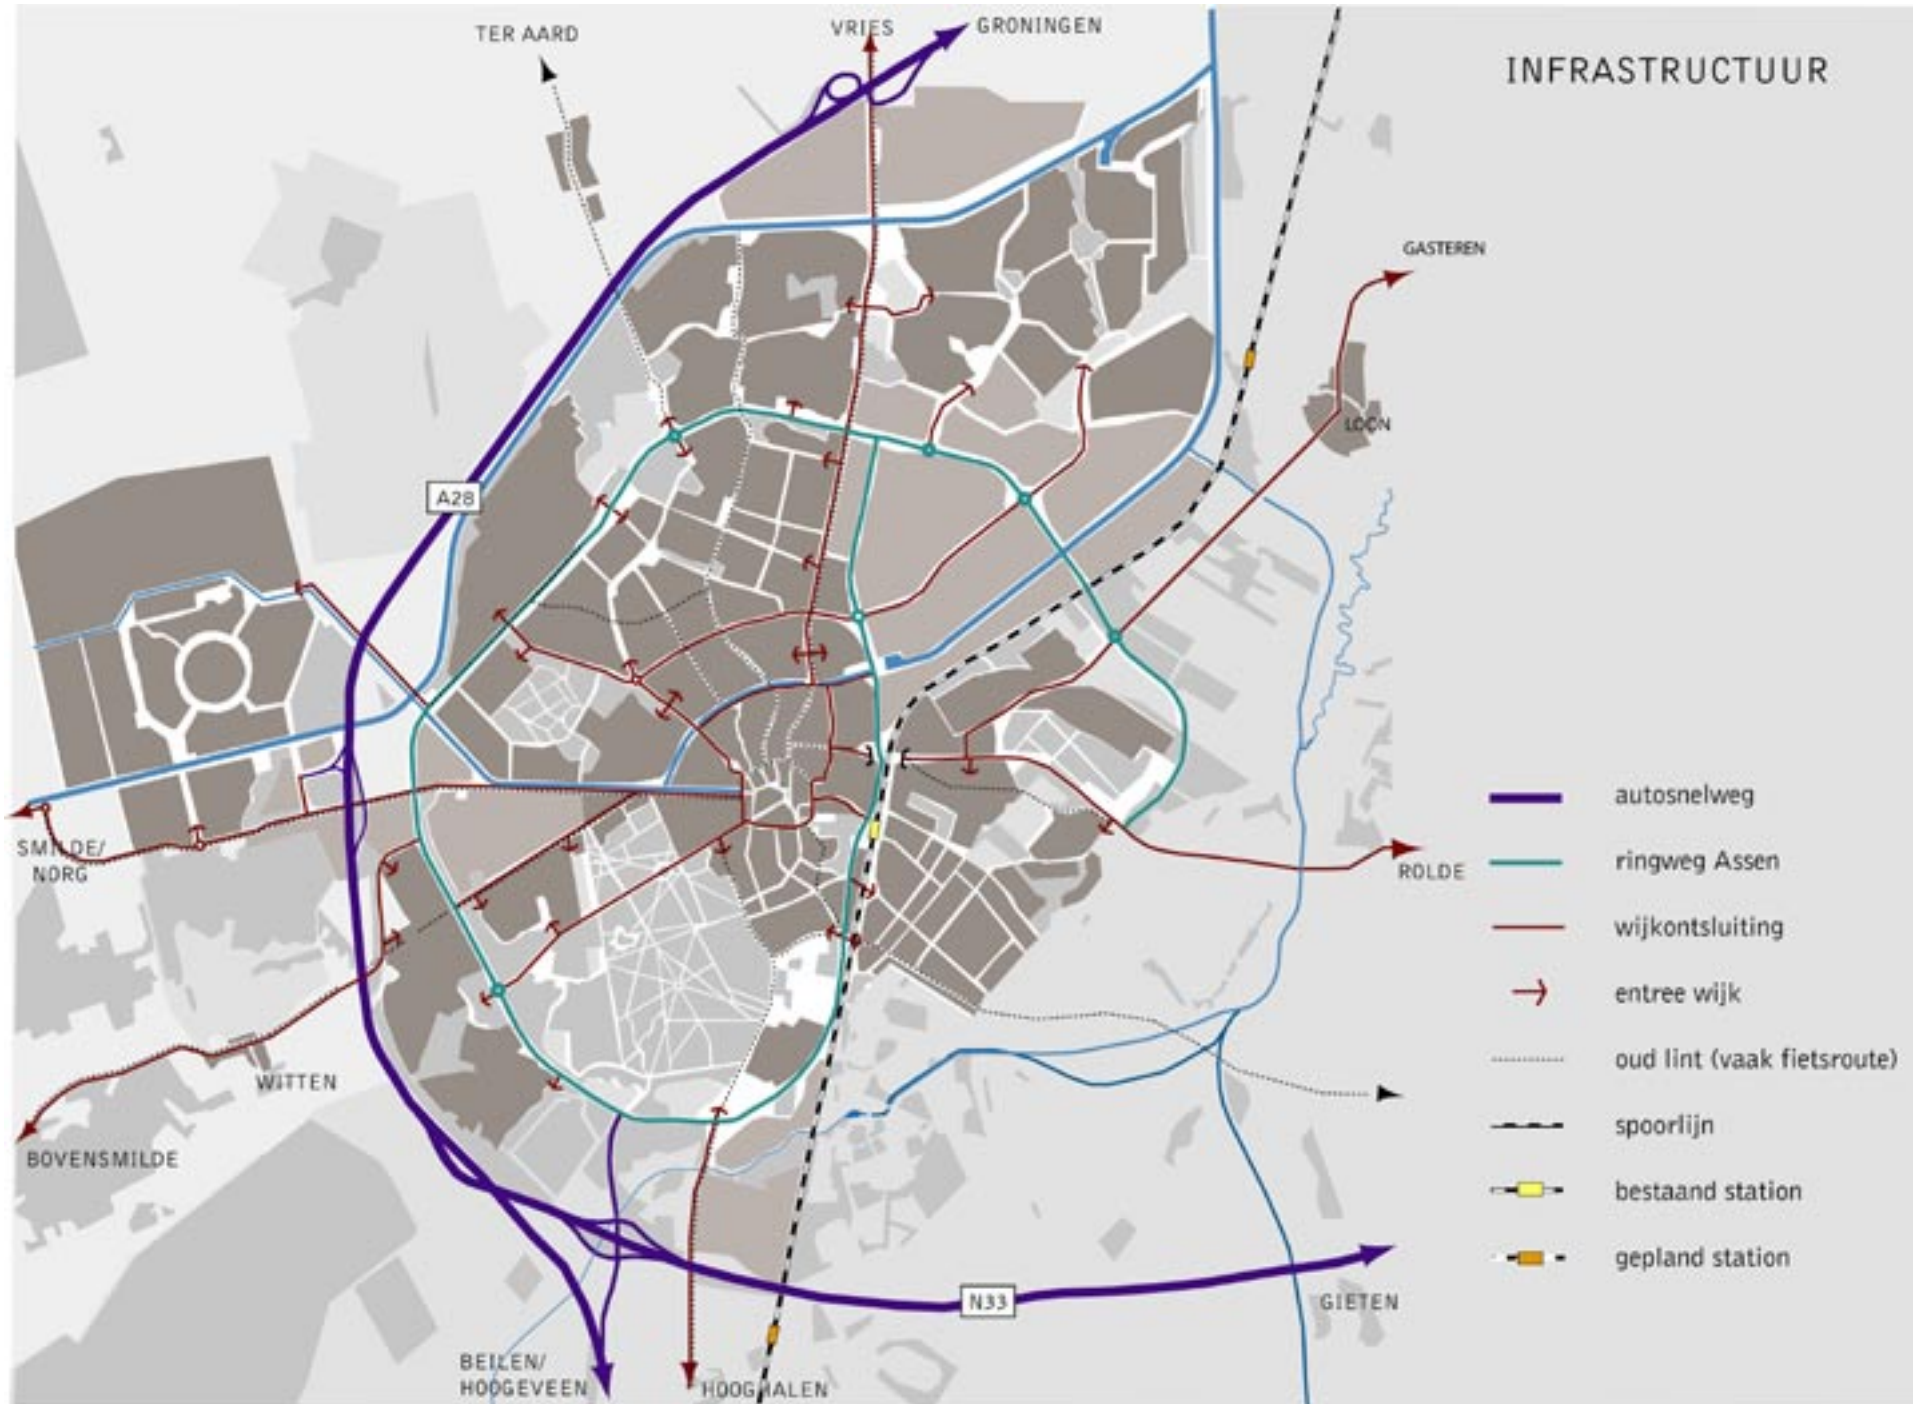 TER AARD
VRIES
GRONINGEN
INFRASTRUCTUUR
GASTEREN
LOON
A28
SMILDE/
NORG
ROLDE
WITTEN
BOVENSMILDE
N33
GIETEN
BEILEN/
HOOGEVEEN
HOOGHALEN
autosnelweg
ringweg Assen
wijkontsluiting
entree wijk
oud lint (vaak fietsroute)
spoorlijn
bestaand station
gepland station